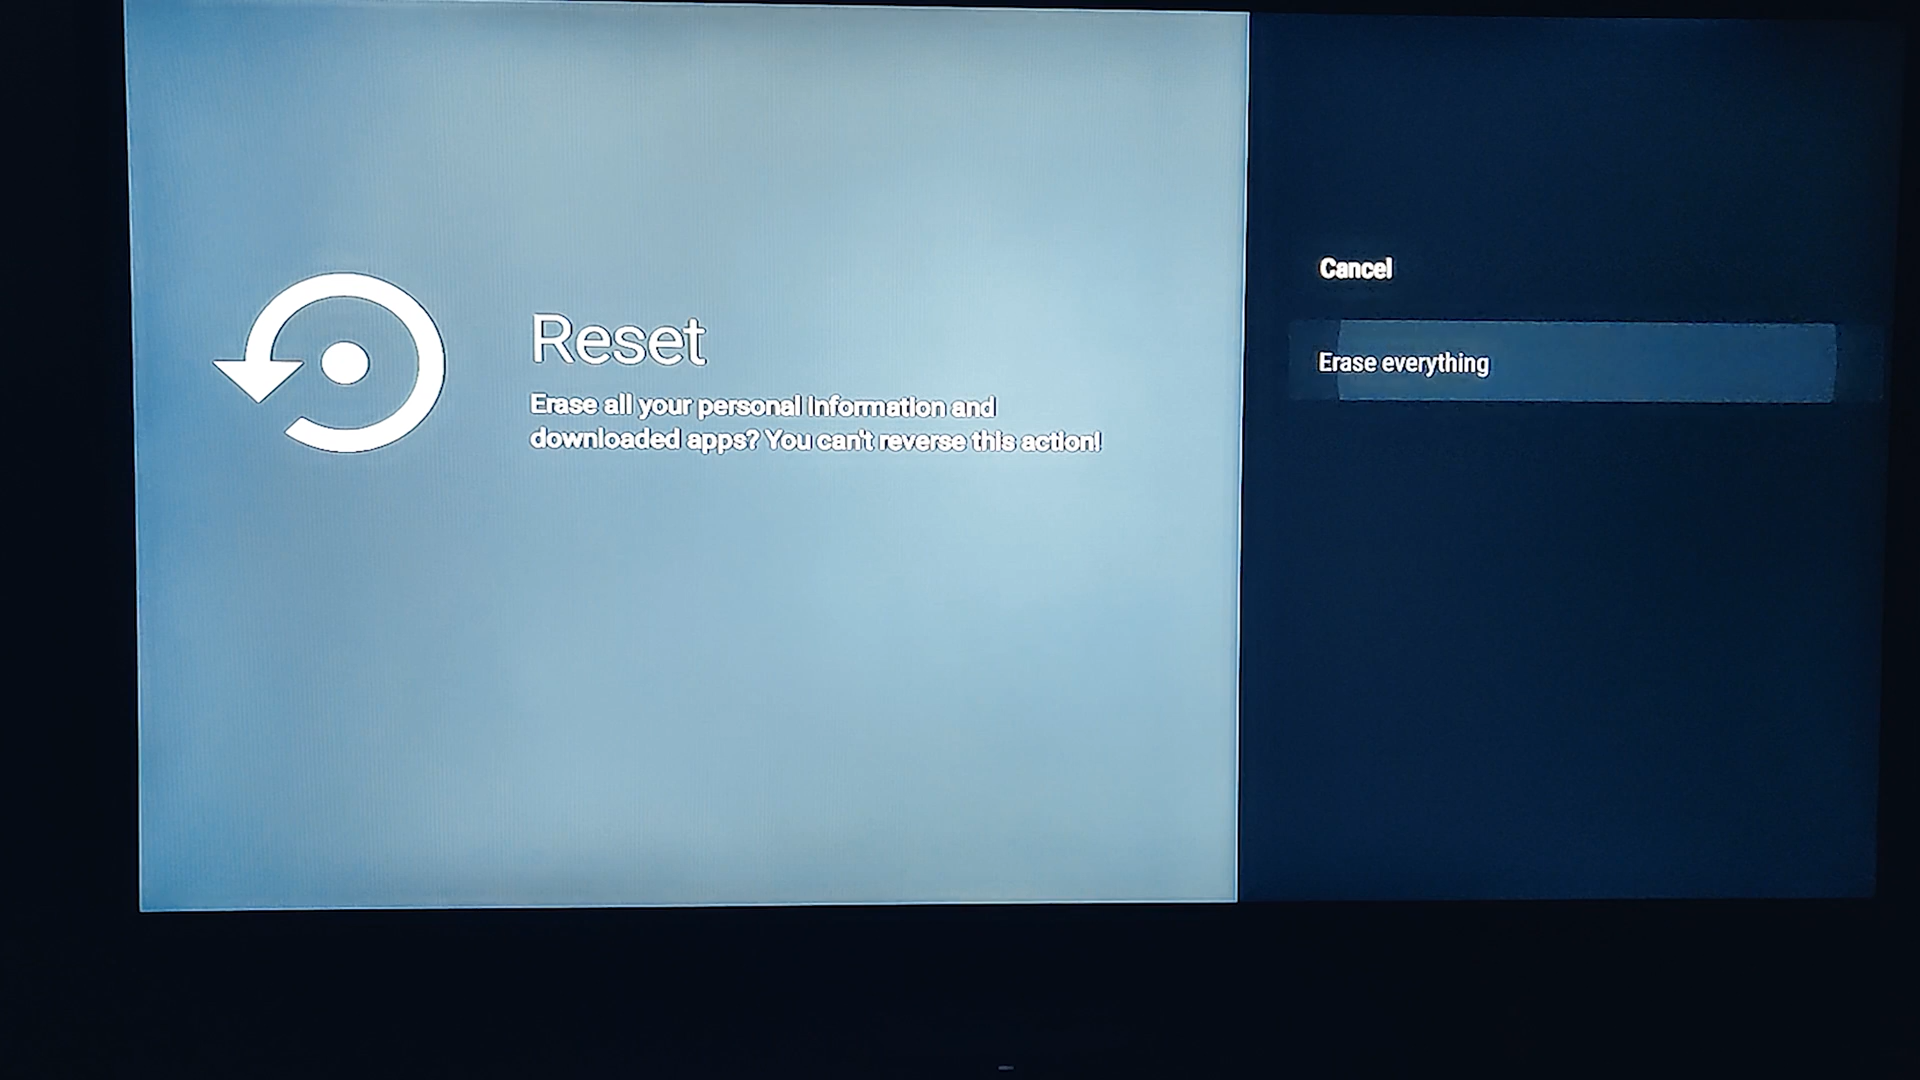 Reset
Erase all your personal information and
downloaded apps? You can't reverse this action!
Cancel
Erase everything